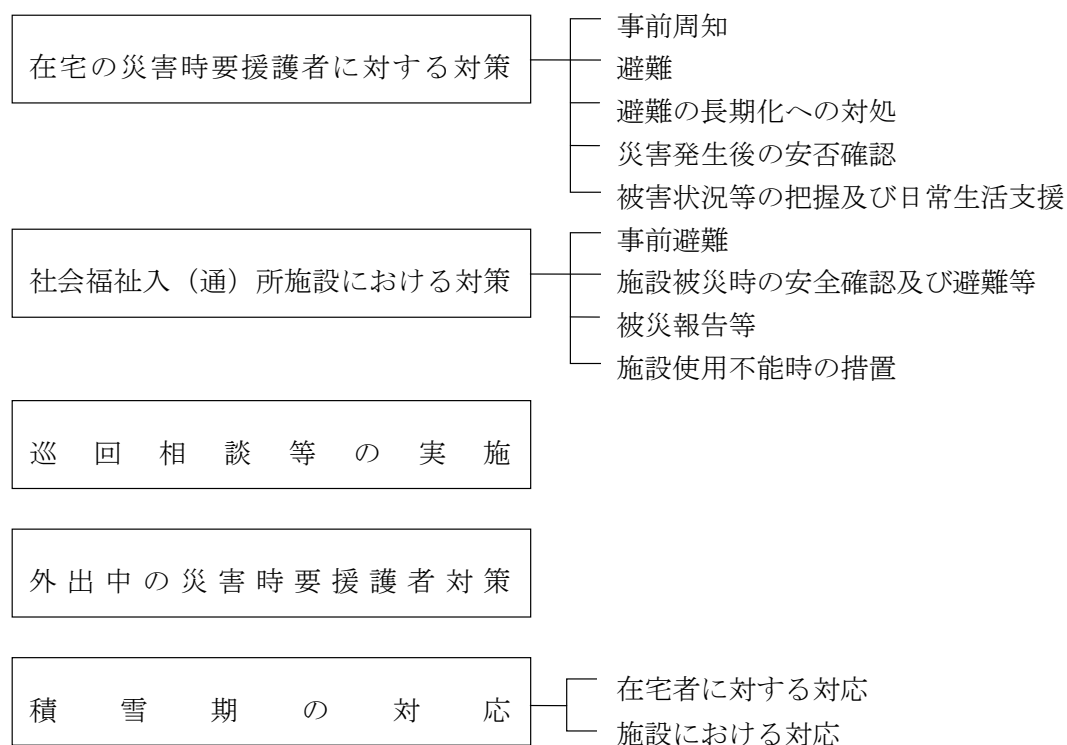 在宅の災害時要援護者に対する対策
事前周知
避難
避難の長期化への対処
災害発生後の安否確認
被害状況等の把握及び日常生活支援
社会福祉入（通）所施設における対策
事前避難
施設被災時の安全確認及び避難等
被災報告等
施設使用不能時の措置
巡回相談等の実施
外出中の災害時要援護者対策
積雪期の対応
在宅者に対する対応
施設における対応